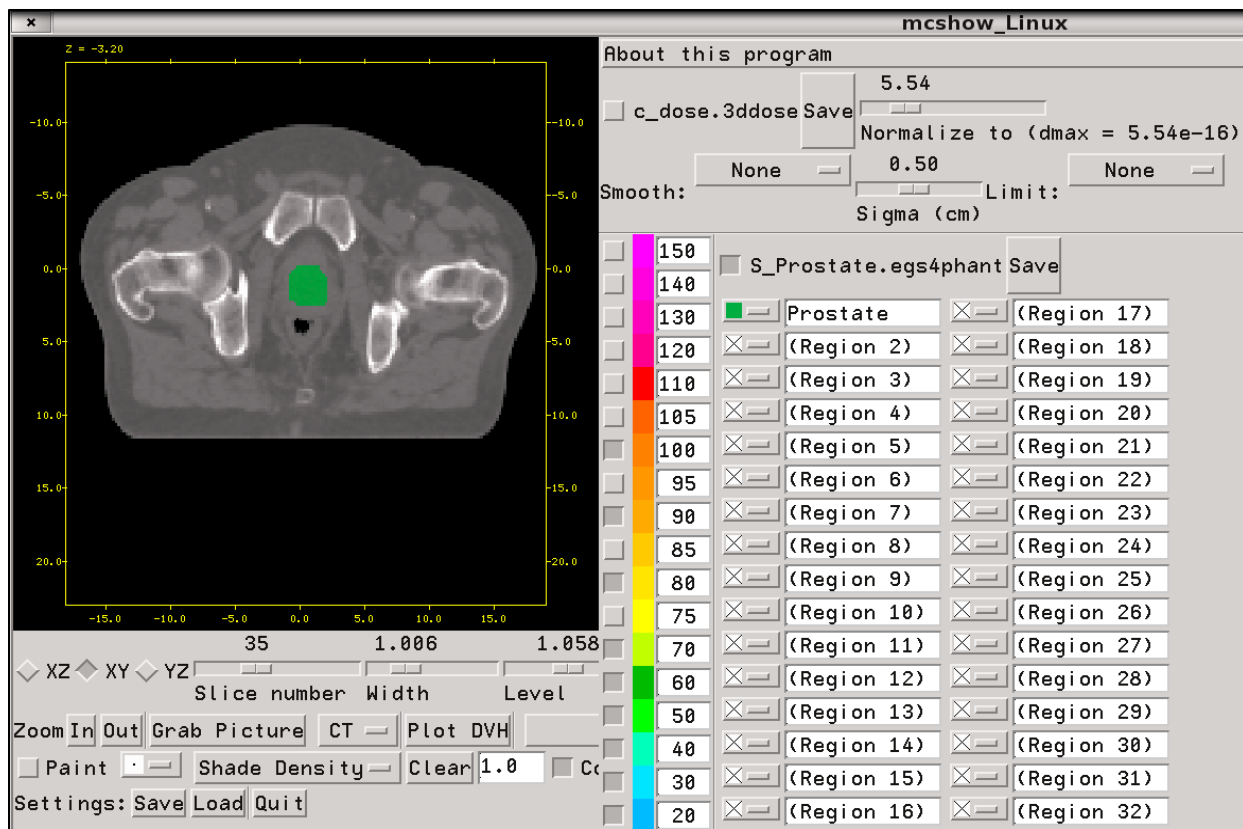 × mcshow_Linux
Z = -3.20
-10.0 -10.0
-5.0 -5.0
0.0 -0.0
5.0 -5.0
10.0 -10.0
15.0 -15.0
20.0 -20.0
-15.0 -10.0 -5.0 0.0 5.0 10.0 15.0
35 1.006 1.058
XZ XY YZ
Slice number Width Level
Zoom In Out Grab Picture CT Plot DVH
Paint · Shade Density Clear 1.0
Settings: Save Load Quit
About this program
5.54
c_dose.3ddose Save
Normalize to (dmax = 5.54e-16)
None 0.50 None
Smooth: Limit:
Sigma (cm)
150
140
130
120
110
105
100
95
90
85
80
75
70
60
50
40
30
20
S_Prostate.egs4phant Save
Prostate (Region 17)
(Region 2) (Region 18)
(Region 3) (Region 19)
(Region 4) (Region 20)
(Region 5) (Region 21)
(Region 6) (Region 22)
(Region 7) (Region 23)
(Region 8) (Region 24)
(Region 9) (Region 25)
(Region 10) (Region 26)
(Region 11) (Region 27)
(Region 12) (Region 28)
(Region 13) (Region 29)
(Region 14) (Region 30)
(Region 15) (Region 31)
(Region 16) (Region 32)